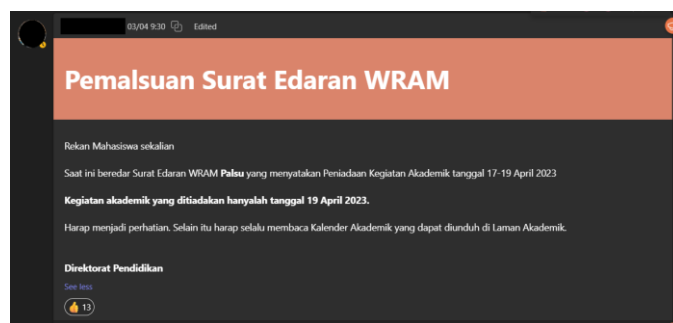 03/04 9:30 Edited
Pemalsuan Surat Edaran WRAM
Rekan Mahasiswa sekalian
Saat ini beredar Surat Edaran WRAM Palsu yang menyatakan Peniadaan Kegiatan Akademik tanggal 17-19 April 2023
Kegiatan akademik yang ditiadakan hanyalah tanggal 19 April 2023.
Harap menjadi perhatian. Selain itu harap selalu membaca Kalender Akademik yang dapat diunduh di Laman Akademik.
Direktorat Pendidikan
See less
13